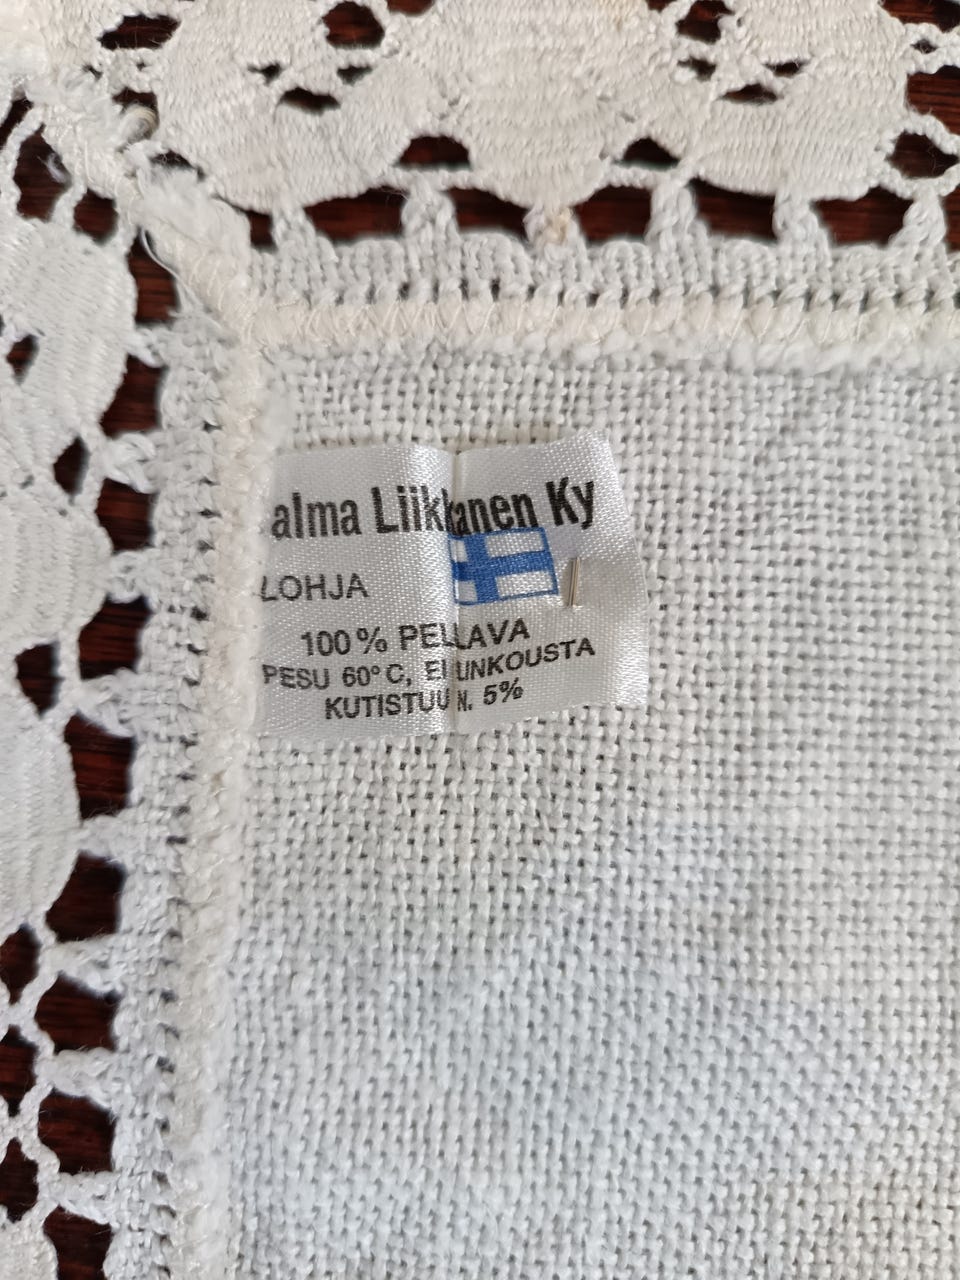 alma Liikkanen Ky
LOHJA
100% PELLAVA
PESU 60°C, EI LINKOUSTA
KUTISTUU N. 5%